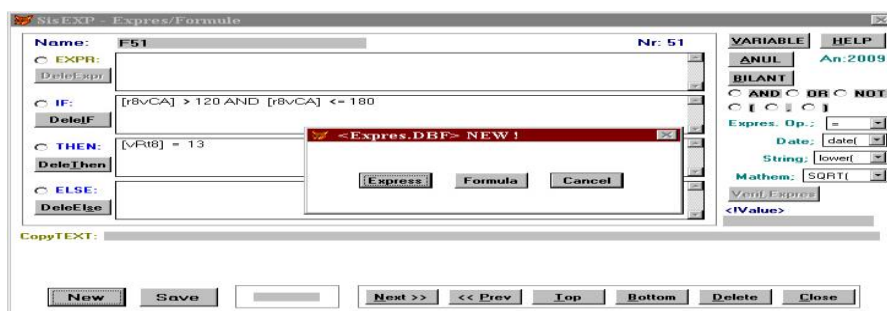 SisEXP - Expres/Formule
Name: F51 Nr: 51
EXPR:
DeleExpr
IF: [r8vCA] > 120 AND [r8vCA] <= 180
DeleIF
THEN: [vRtt8] = 13
DeleThen
ELSE:
DeleElse
<Expres.DBF> NEW !
Express Formula Cancel
VARIABLE HELP
ANUL An:2009
BILANT
AND OR NOT
( , )
Expres. Op.; =
Date; date(
String; lower(
Mathem; SQRT(
Verif.Expres
<!Value>
CopyTEXT:
New Save Next >> << Prev Top Bottom Delete Close